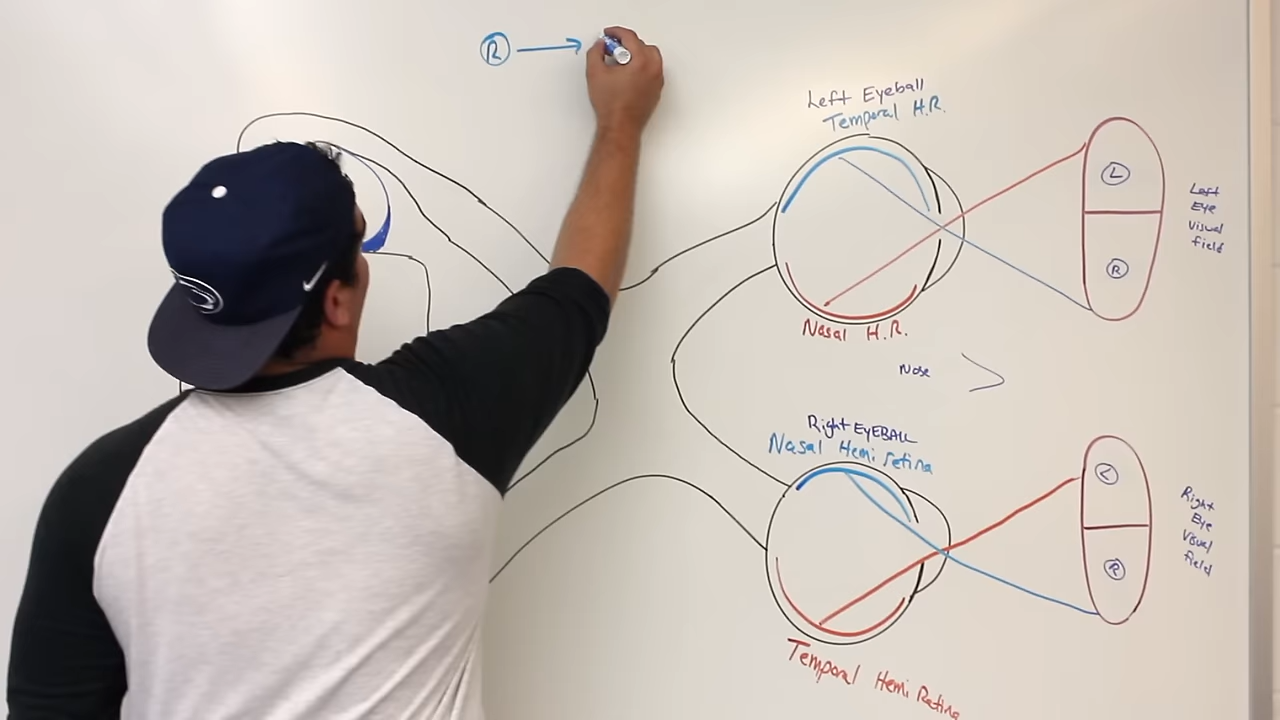 R
Left Eyeball
Temporal H.R.
L
R
Left
Eye
Visual
field
Nasal H.R.
Nose
Right EyEBALL
Nasal Hemi retina
L
R
Right
Eye
Visual
field
Temporal Hemi Retina